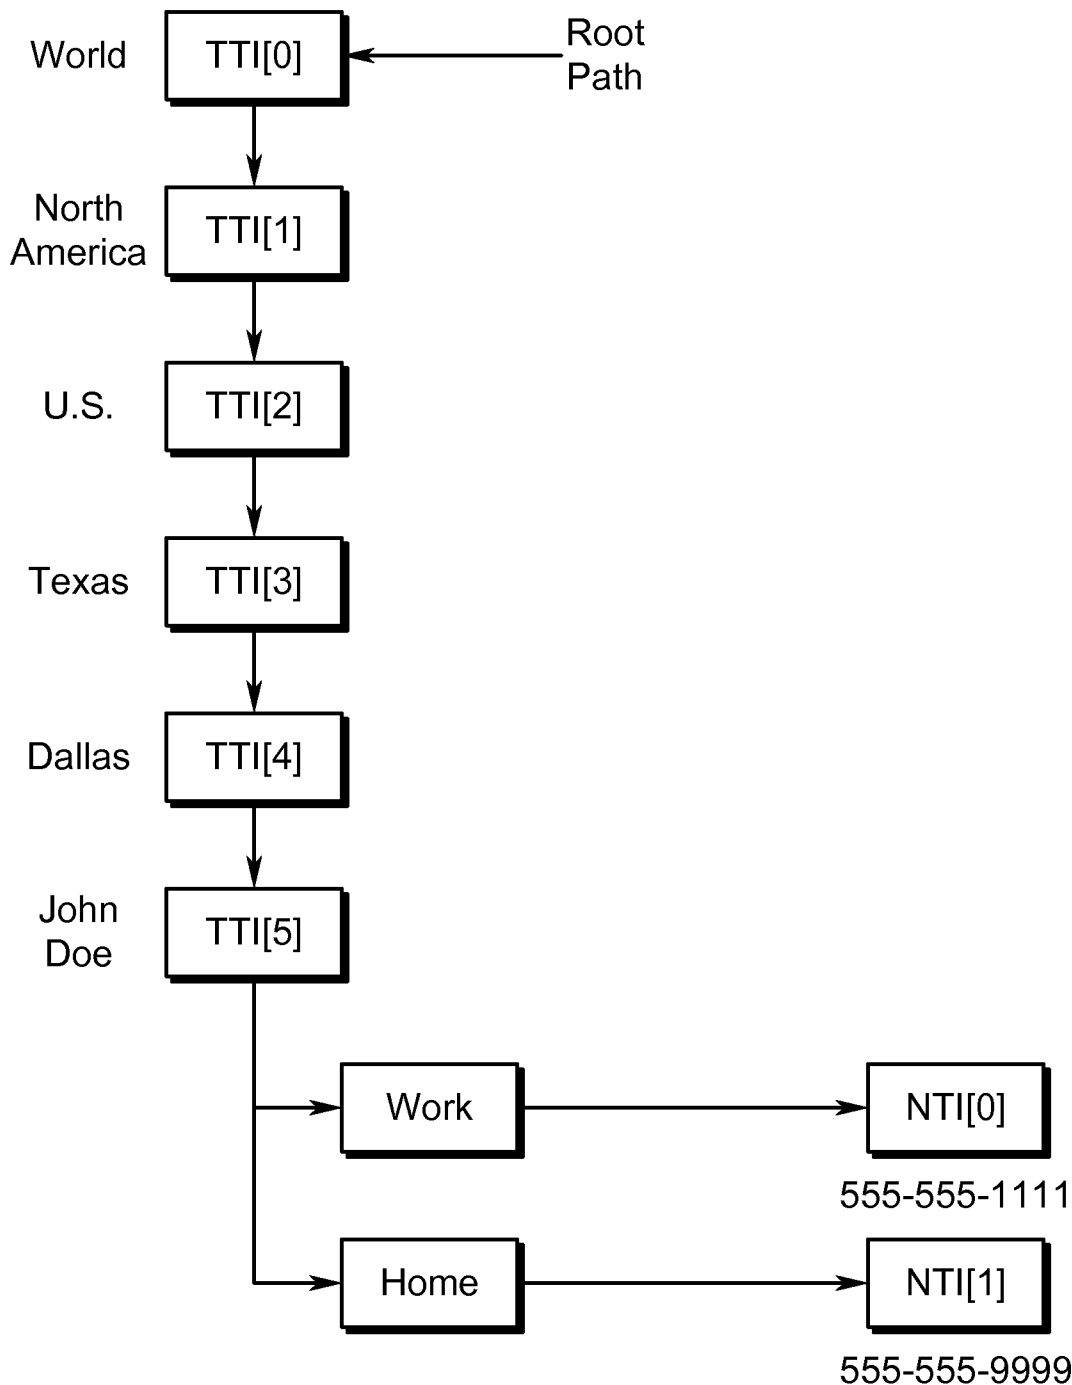 World
TTI[0]
Root
Path
North
America
TTI[1]
U.S.
TTI[2]
Texas
TTI[3]
Dallas
TTI[4]
John
Doe
TTI[5]
Work
NTI[0]
555-555-1111
Home
NTI[1]
555-555-9999